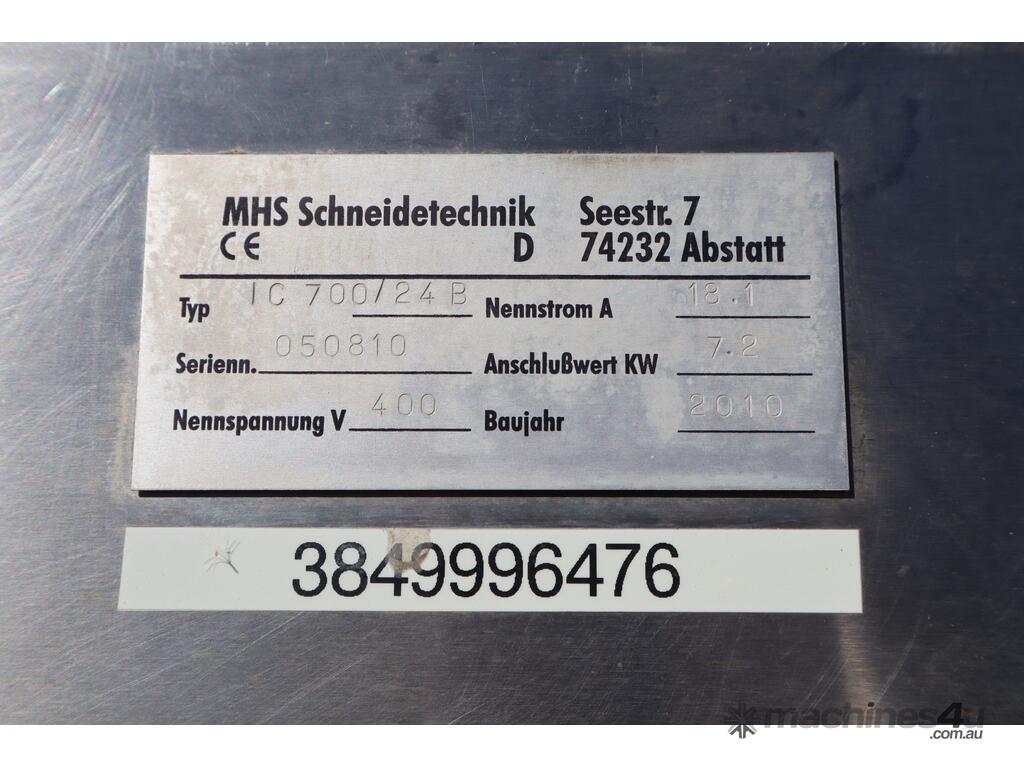 MHS Schneidetechnik Seestr. 7
CE D 74232 Abstatt
Typ IC 700/24 B Nennstrom A 18.1
Serienn. 050810 Anschlußwert KW 7.2
Nennspannung V 400 Baujahr 2010
3849996476
machines4u
.com.au